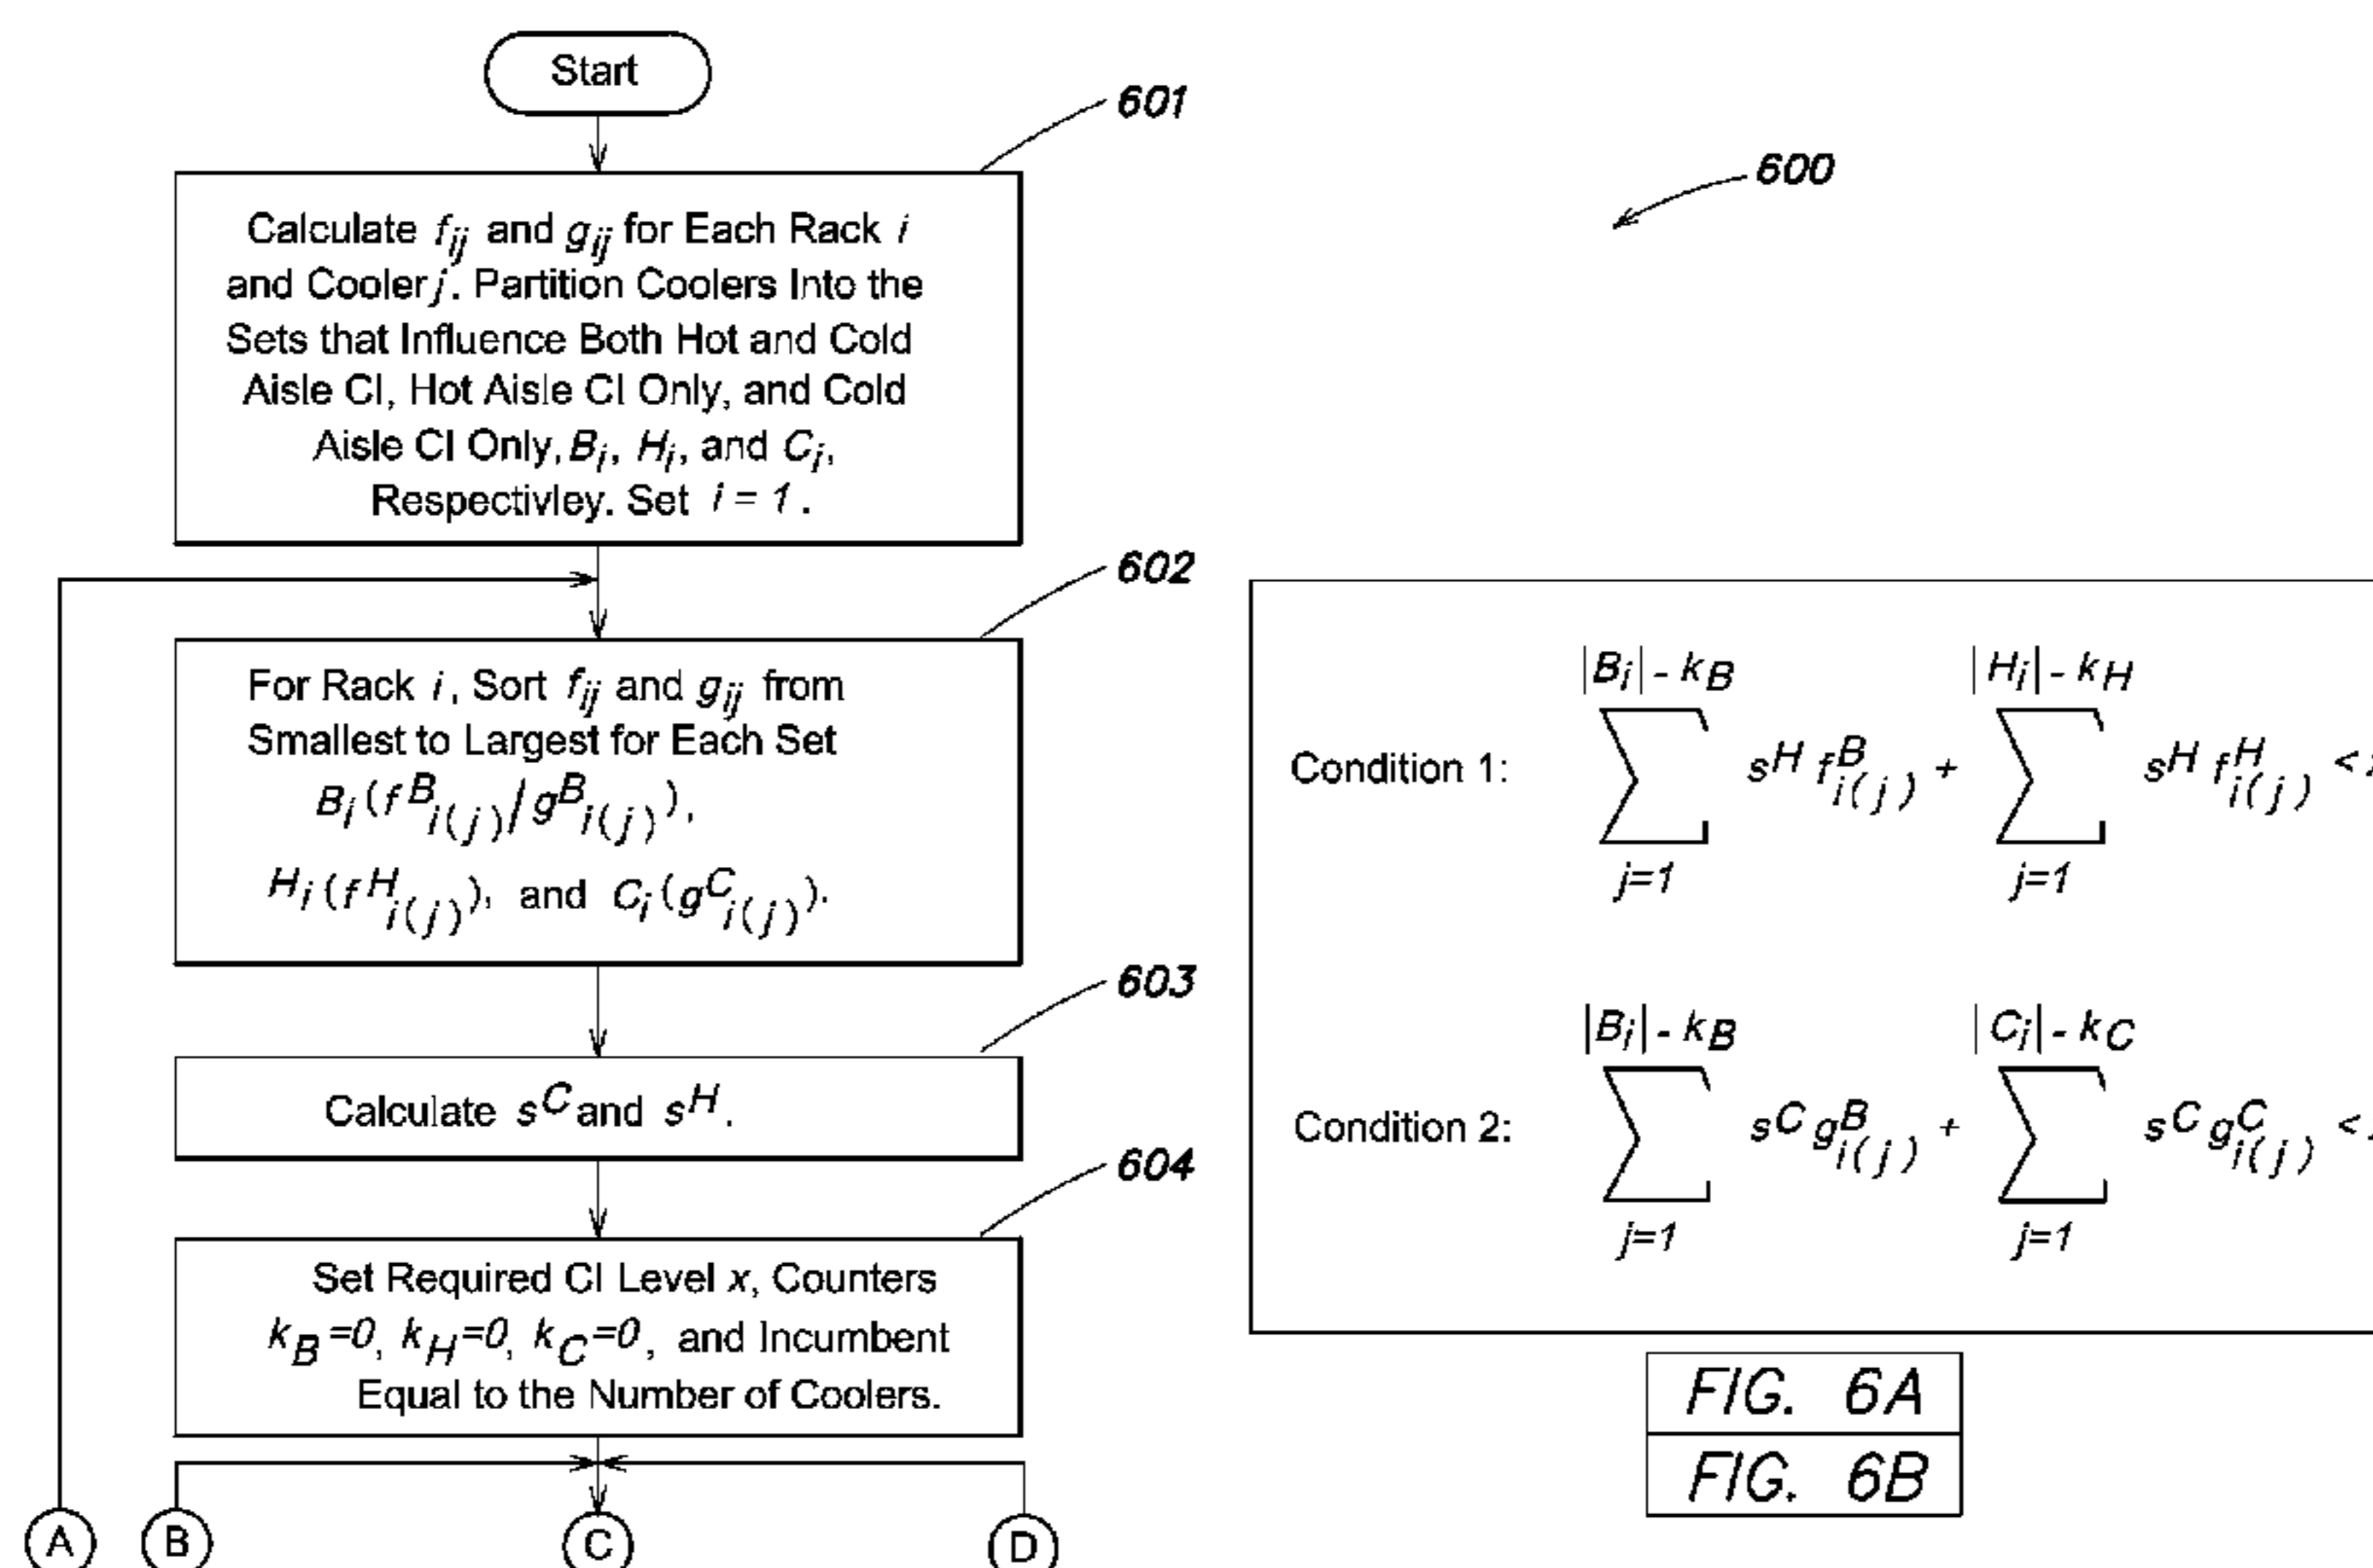 Start
601
600
Calculate f_ij and g_ij for Each Rack i
and Cooler j. Partition Coolers Into the
Sets that Influence Both Hot and Cold
Aisle CI, Hot Aisle CI Only, and Cold
Aisle CI Only, B_i, H_i, and C_i,
Respectivley. Set i = 1.
602
For Rack i, Sort f_ij and g_ij from
Smallest to Largest for Each Set
B_i (f^B_i(j) / g^B_i(j)),
H_i (f^H_i(j)), and C_i (g^C_i(j)).
603
Calculate s^C and s^H.
604
Set Required CI Level x, Counters
k_B=0, k_H=0, k_C=0, and Incumbent
Equal to the Number of Coolers.
A
B
C
D
|B_i| - k_B |H_i| - k_H
Condition 1: ∑ s^H f^B_i(j) + ∑ s^H f^H_i(j) <
j=1 j=1
|B_i| - k_B |C_i| - k_C
Condition 2: ∑ s^C g^B_i(j) + ∑ s^C g^C_i(j) <
j=1 j=1
FIG. 6A
FIG. 6B